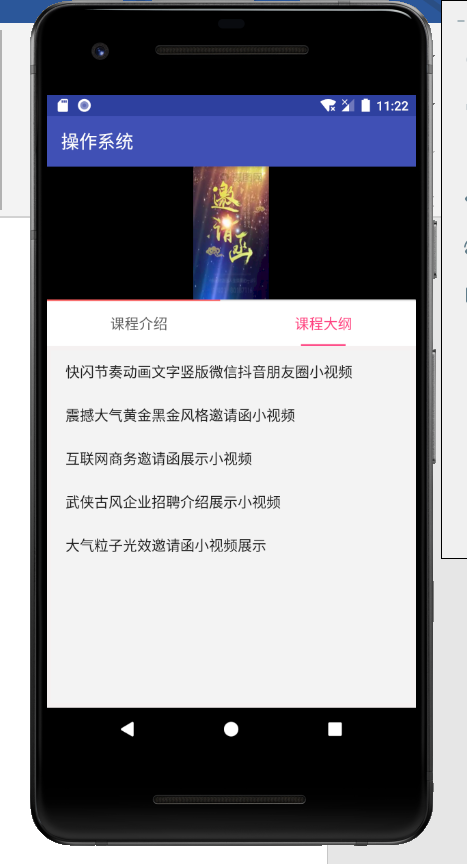 11:22
操作系统
邀
请
函
课程介绍
课程大纲
快闪节奏动画文字竖版微信抖音朋友圈小视频
震撼大气黄金黑金风格邀请函小视频
互联网商务邀请函展示小视频
武侠古风企业招聘介绍展示小视频
大气粒子光效邀请函小视频展示